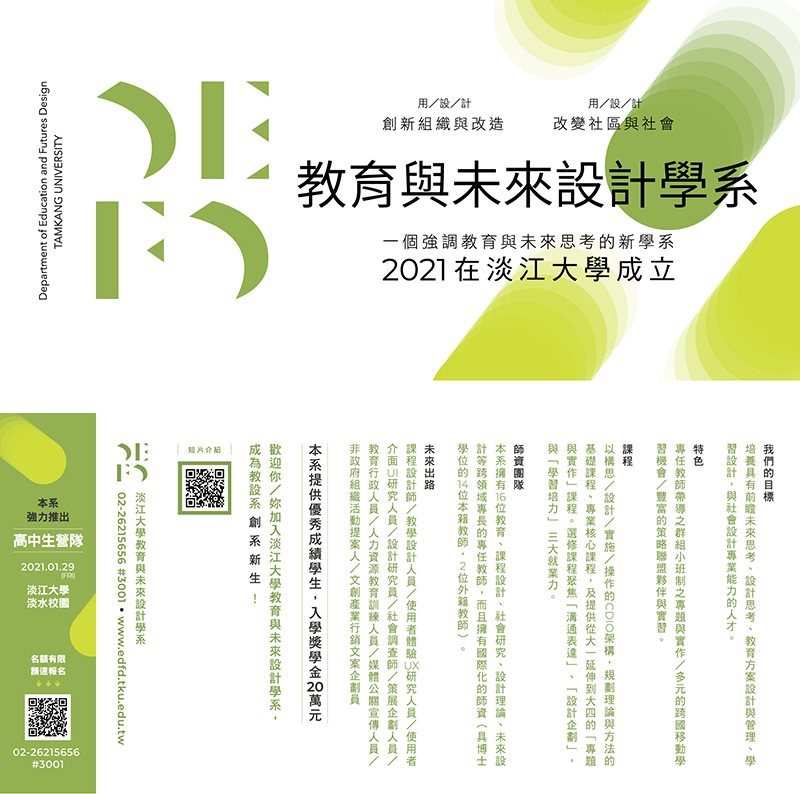 Department of Education and Futures Design
TAMKANG UNIVERSITY
DE
FD
用／設／計
創新組織與改造
用／設／計
改變社區與社會
教育與未來設計學系
一個強調教育與未來思考的新學系
2021在淡江大學成立
我們的目標
培養具有前瞻未來思考、設計思考、教育方案設計與管理、學
習設計，與社會設計專業能力的人才。
特色
專任教師帶導之群組小班制之專題與實作／多元的跨國移動學
習機會／豐富的策略聯盟夥伴與實習。
課程
以構思／設計／實施／操作的CDIO架構，規劃理論與方法的
基礎課程、專業核心課程，及提供從大一延伸到大四的「專題
與實作」課程。選修課程聚焦「溝通表達」、「設計企劃」，
與「學習培力」三大就業力。
師資團隊
本系擁有16位教育、課程設計、社會研究、設計理論、未來設
計等跨領域專長的專任教師，而且擁有國際化的師資（具博士
學位的14位本籍教師，2位外籍教師）。
未來出路
課程設計師／教學設計人員／使用者體驗UX研究人員／使用者
介面UI研究人員／設計研究員／社會調查師／策展企劃人員／
教育行政人員／人力資源教育訓練人員／媒體公關宣傳人員／
非政府組織活動提案人／文創產業行銷文案企劃員
本系提供優秀成績學生，入學獎學金20萬元
歡迎你／妳加入淡江大學教育與未來設計學系，
成為教設系 創系新生 ！
短片介紹
DE
FD
淡江大學教育與未來設計學系
02-26215656 #3001 • www.edfd.tku.edu.tw
本系
強力推出
高中生營隊
2021.01.29
(FRI)
淡江大學
淡水校園
名額有限
請速報名
↓↓↓
02-26215656
#3001